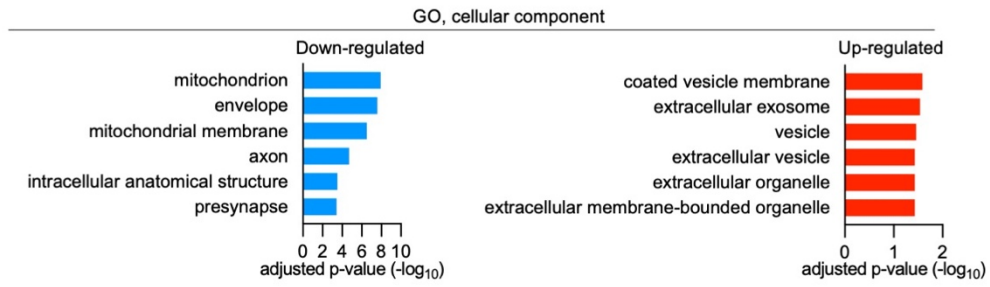 GO, cellular component
Down-regulated
mitochondrion
envelope
mitochondrial membrane
axon
intracellular anatomical structure
presynapse
0 2 4 6 8 10
adjusted p-value (-log10)
Up-regulated
coated vesicle membrane
extracellular exosome
vesicle
extracellular vesicle
extracellular organelle
extracellular membrane-bounded organelle
0 1 2
adjusted p-value (-log10)